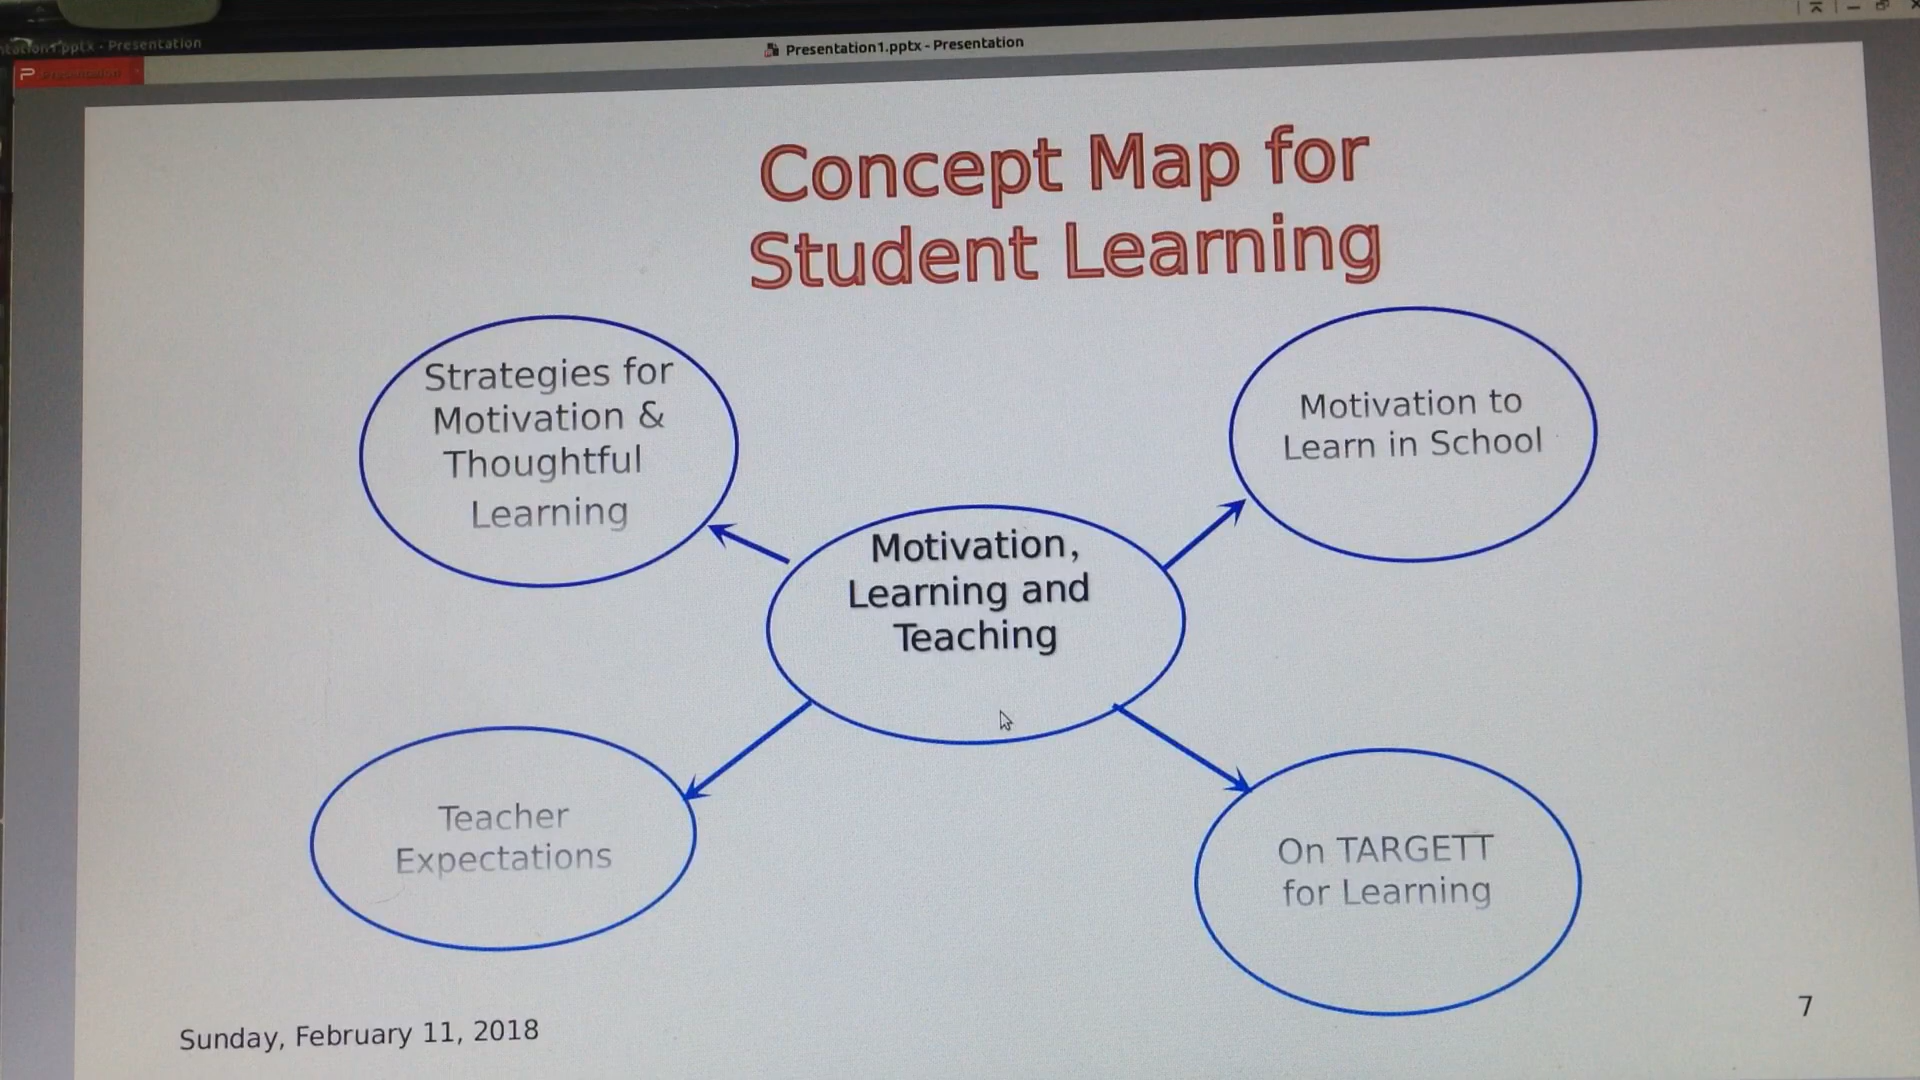 Presentation1.pptx - Presentation
Presentation
Concept Map for
Student Learning
Strategies for
Motivation &
Thoughtful
Learning
Motivation to
Learn in School
Motivation,
Learning and
Teaching
Teacher
Expectations
On TARGETT
for Learning
Sunday, February 11, 2018
7